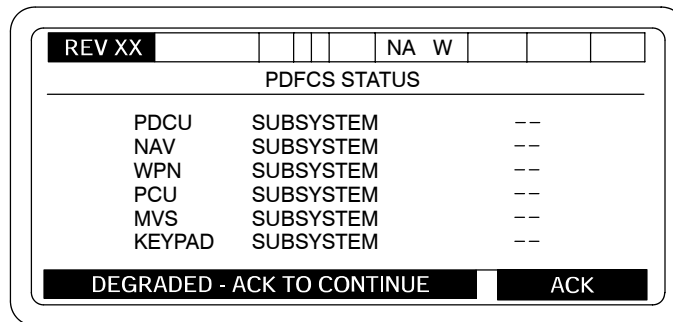 REV XX NA W
PDFCS STATUS
PDCU SUBSYSTEM --
NAV SUBSYSTEM --
WPN SUBSYSTEM --
PCU SUBSYSTEM --
MVS SUBSYSTEM --
KEYPAD SUBSYSTEM --
DEGRADED - ACK TO CONTINUE ACK